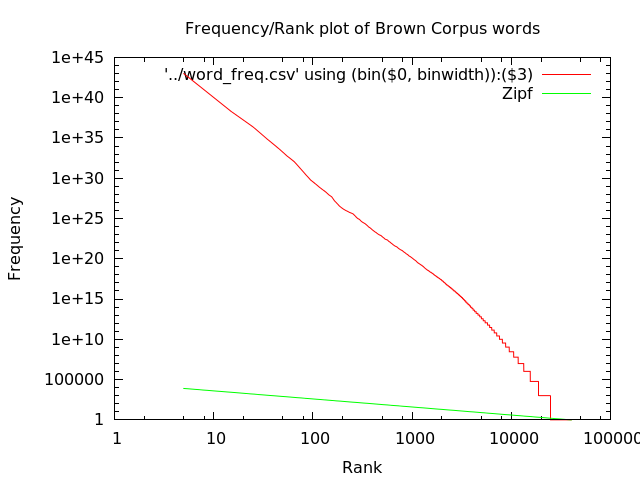 Frequency/Rank plot of Brown Corpus words
1e+45
'../word_freq.csv' using (bin($0, binwidth)):($3)
Zipf
1e+40
1e+35
1e+30
1e+25
1e+20
1e+15
1e+10
100000
1
Frequency
1 10 100 1000 10000 100000
Rank